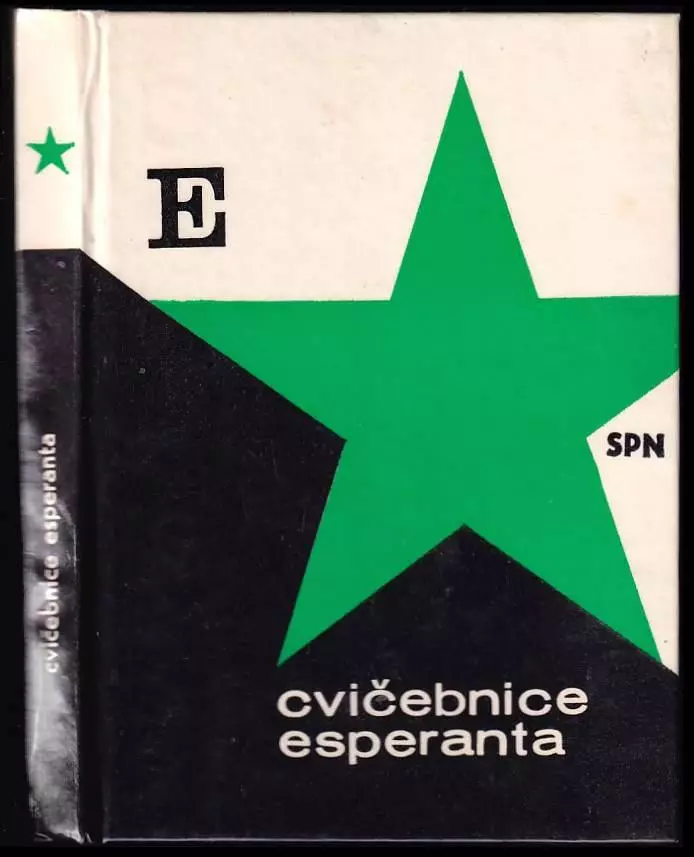 E
SPN
cvičebnice
esperanta
cvičebnice esperanta